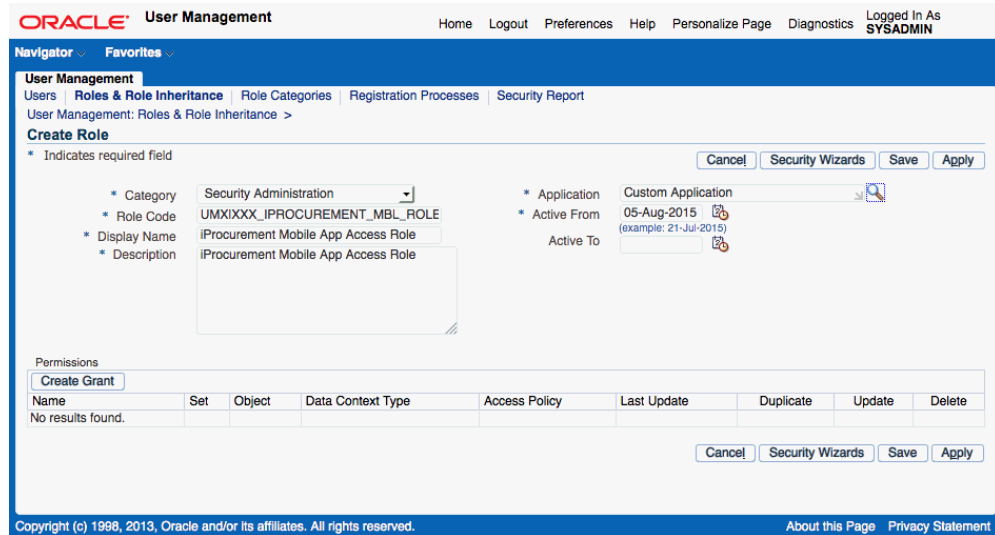 ORACLE User Management
Home Logout Preferences Help Personalize Page Diagnostics Logged In As SYSADMIN
Navigator Favorites
User Management
Users | Roles & Role Inheritance | Role Categories | Registration Processes | Security Report
User Management: Roles & Role Inheritance >
Create Role
* Indicates required field
Cancel Security Wizards Save Apply
* Category Security Administration
* Role Code UMX|XXX_IPROCUREMENT_MBL_ROLE
* Display Name iProcurement Mobile App Access Role
* Description iProcurement Mobile App Access Role
* Application Custom Application
* Active From 05-Aug-2015
(example: 21-Jul-2015)
Active To
Permissions
Create Grant
Name Set Object Data Context Type Access Policy Last Update Duplicate Update Delete
No results found.
Cancel Security Wizards Save Apply
Copyright (c) 1998, 2013, Oracle and/or its affiliates. All rights reserved.
About this Page Privacy Statement